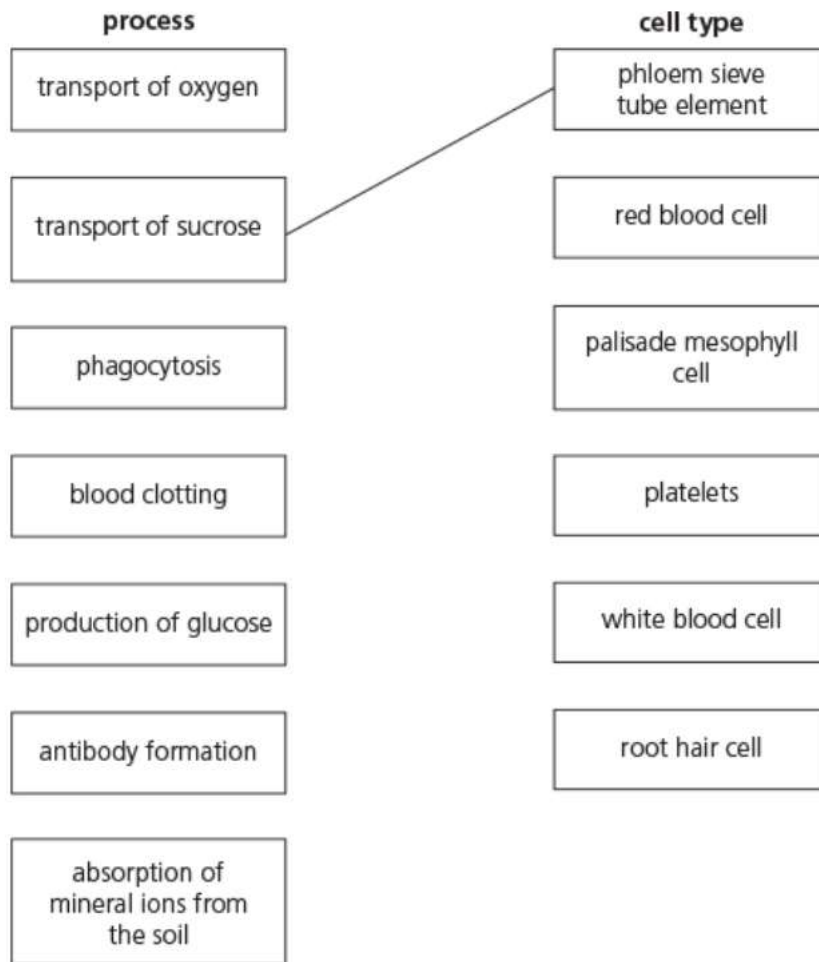 process
transport of oxygen
transport of sucrose
phagocytosis
blood clotting
production of glucose
antibody formation
absorption of
mineral ions from
the soil
cell type
phloem sieve
tube element
red blood cell
palisade mesophyll
cell
platelets
white blood cell
root hair cell